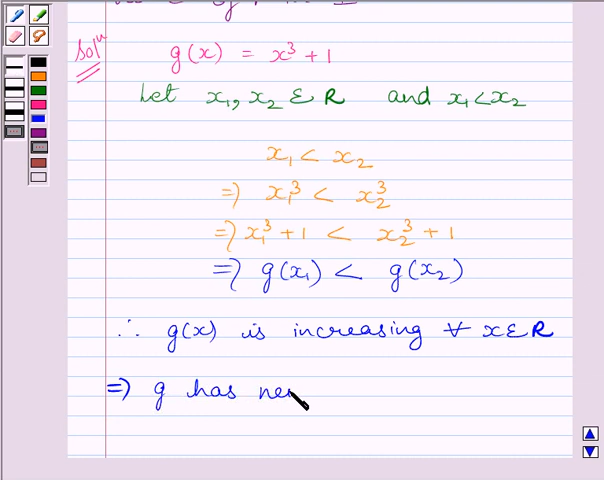 Solⁿ
g(x) = x³ + 1
Let x₁, x₂ ε R and x₁ < x₂
x₁ < x₂
⇒) x₁³ < x₂³
⇒) x₁³ + 1 < x₂³ + 1
⇒) g(x₁) < g(x₂)
∴ g(x) is increasing ∀ x ε R
⇒) g has nei